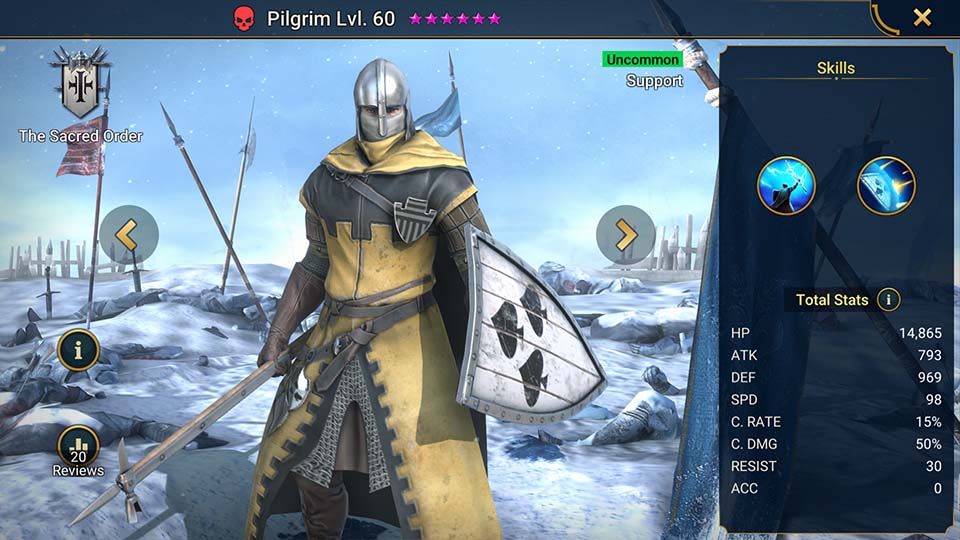 Pilgrim Lvl. 60
The Sacred Order
Uncommon
Support
20
Reviews
Skills
Total Stats
HP 14,865
ATK 793
DEF 969
SPD 98
C. RATE 15%
C. DMG 50%
RESIST 30
ACC 0